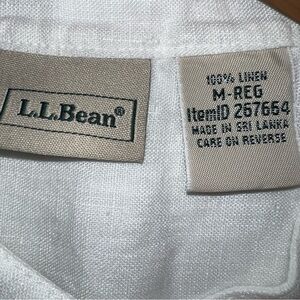 L.L.Bean®
100% LINEN
M-REG
ItemID 267664
MADE IN SRI LANKA
CARE ON REVERSE